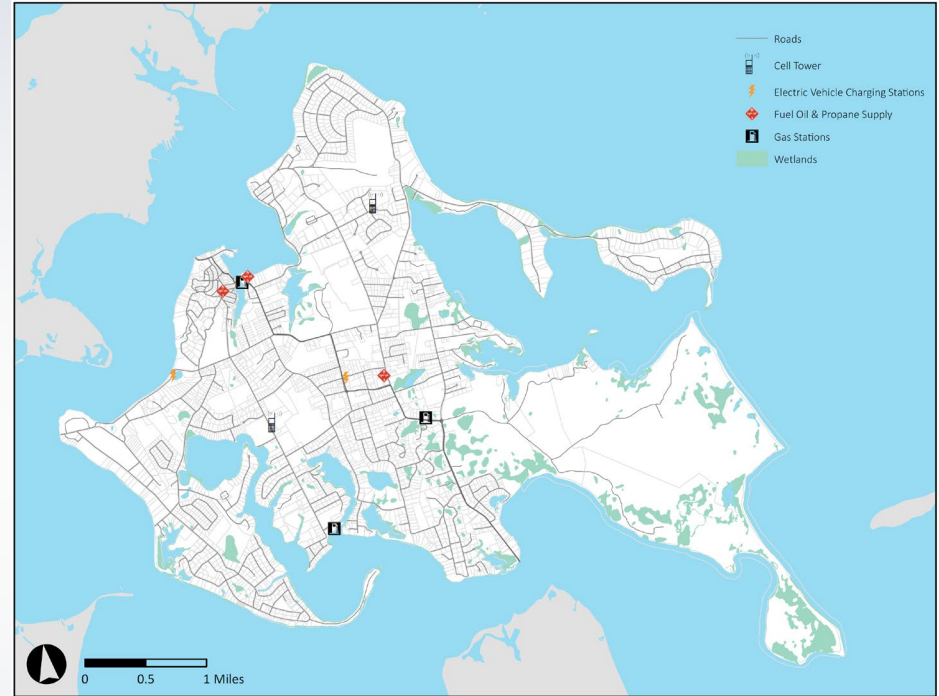 Roads
Cell Tower
Electric Vehicle Charging Stations
Fuel Oil & Propane Supply
Gas Stations
Wetlands
0 0.5 1 Miles